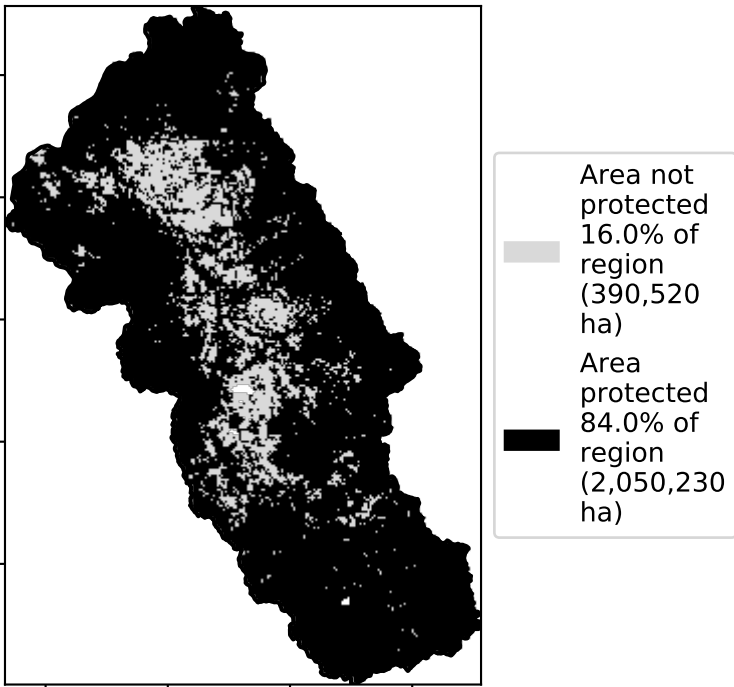 Area not
protected
16.0% of
region
(390,520
ha)
Area
protected
84.0% of
region
(2,050,230
ha)